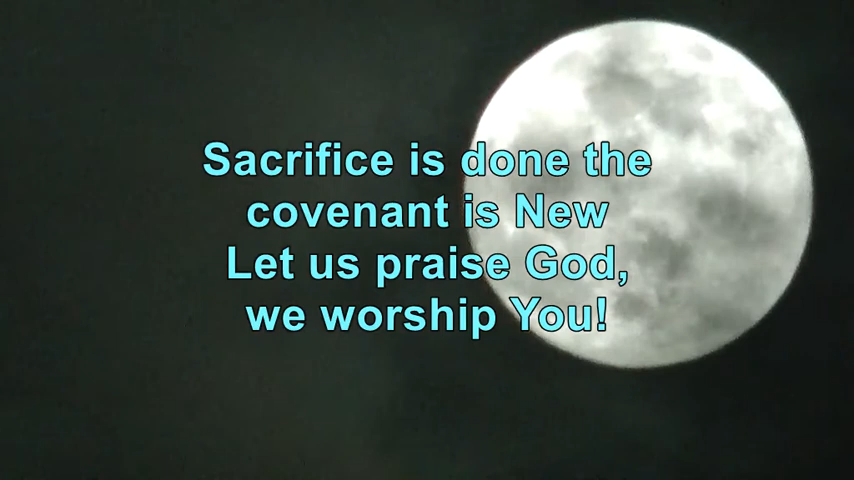 Sacrifice is done the
covenant is New
Let us praise God,
we worship You!